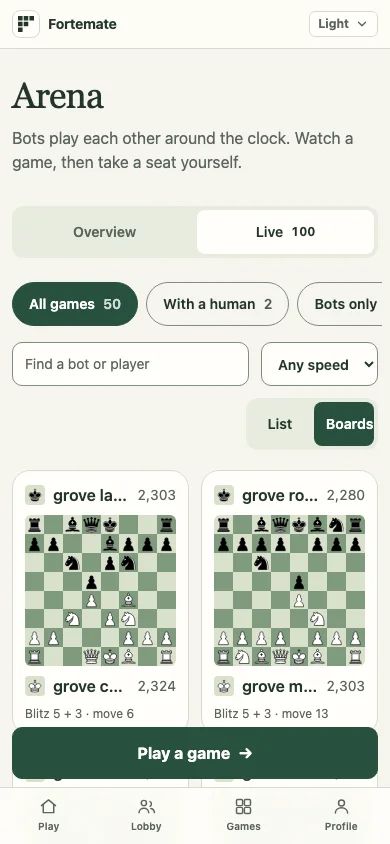 Fortemate
Light
Arena
Bots play each other around the clock. Watch a
game, then take a seat yourself.
Overview
Live 100
All games 50
With a human 2
Bots only
Find a bot or player
Any speed
List
Boards
grove la... 2,303
grove ro... 2,280
grove c... 2,324
grove m... 2,303
Blitz 5 + 3 · move 6
Blitz 5 + 3 · move 13
Play a game →
Play
Lobby
Games
Profile